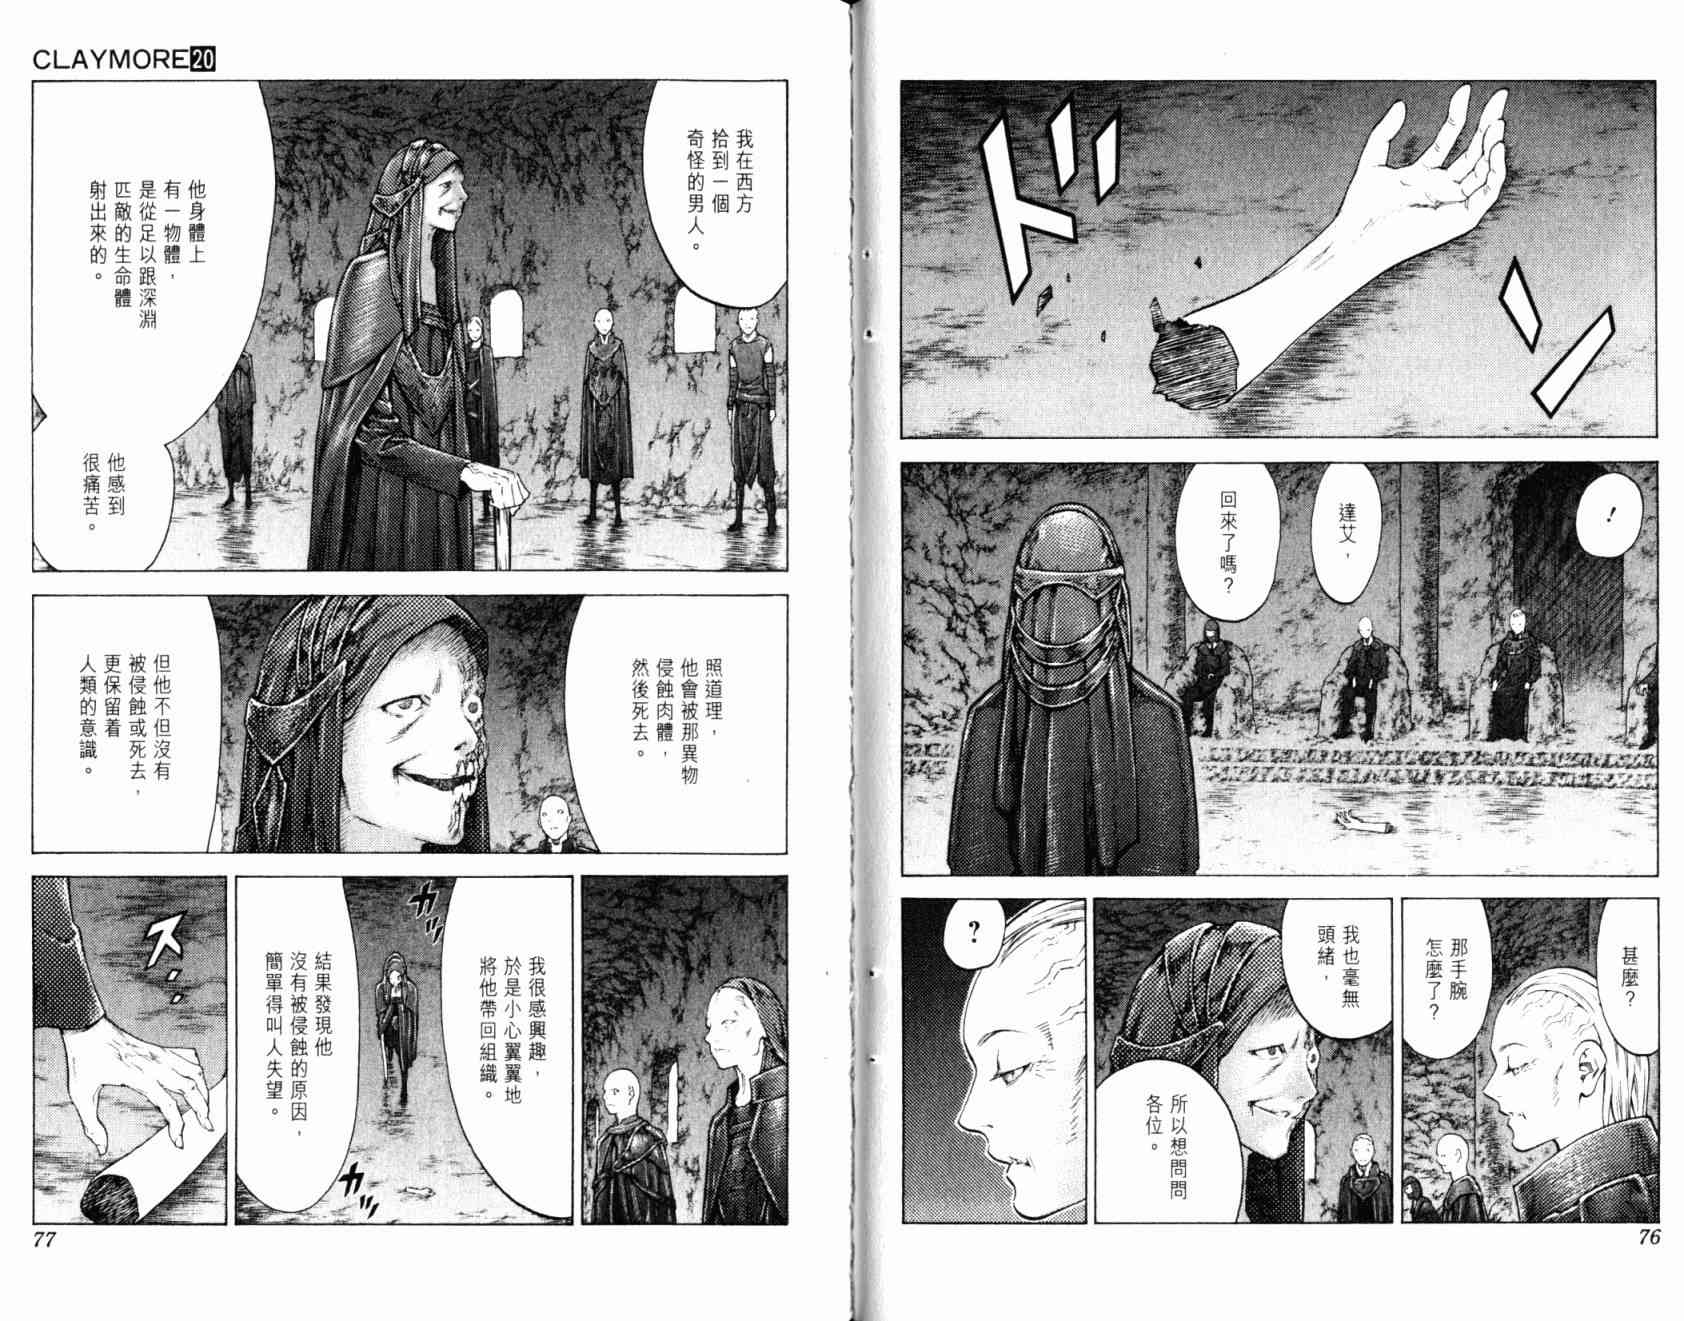 ドン
！
達艾，
回來了嗎？
甚麼？
那手腕
怎麼了？
我也毫無
頭緒，
所以想問問
各位。
？
76
CLAYMORE 20
我在西方
拾到一個
奇怪的男人。
他身體上
有一物體，
是從足以跟深淵
匹敵的生命體
射出來的。
他感到
很痛苦。
照道理，
他會被那異物
侵蝕肉體，
然後死去。
但他不但沒有
被侵蝕或死去，
更保留着
人類的意識。
我很感興趣，
於是小心翼翼地
將他帶回組織。
カッ
結果發現他
沒有被侵蝕的原因，
簡單得叫人失望。
カッ
ス…
77